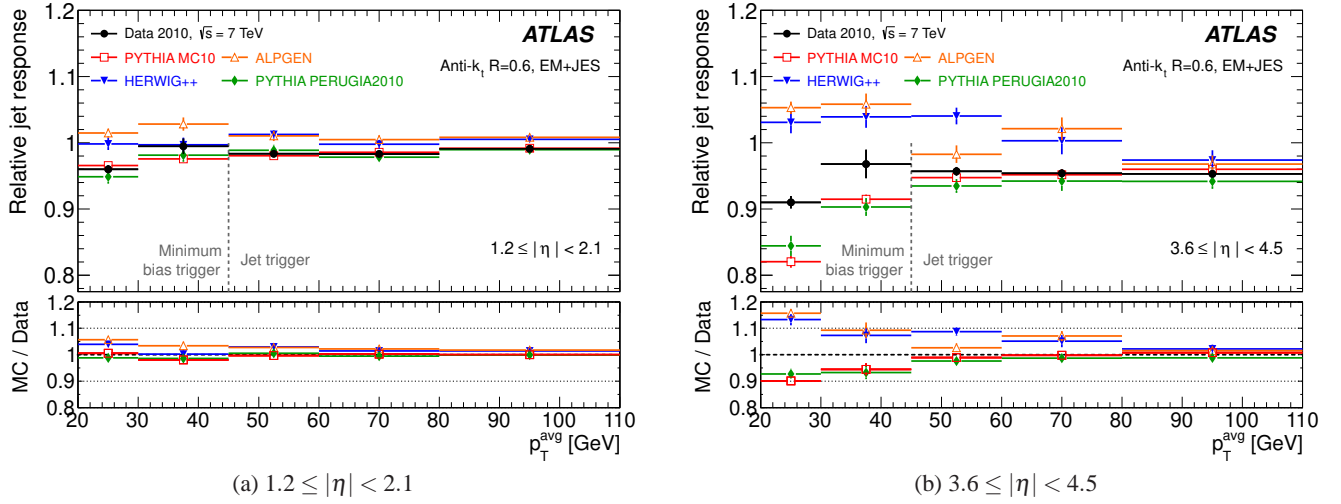 Relative jet response
1.2
1.1
1
0.9
0.8
Data 2010, √s = 7 TeV
PYTHIA MC10
ALPGEN
HERWIG++
PYTHIA PERUGIA2010
ATLAS
Anti-k_t R=0.6, EM+JES
Minimum
bias trigger
Jet trigger
1.2 ≤ | η | < 2.1
MC / Data
1.2
1.1
1
0.9
0.8
20 30 40 50 60 70 80 90 100 110
p_T^avg [GeV]
(a) 1.2 ≤ |η| < 2.1
Relative jet response
1.2
1.1
1
0.9
0.8
Data 2010, √s = 7 TeV
PYTHIA MC10
ALPGEN
HERWIG++
PYTHIA PERUGIA2010
ATLAS
Anti-k_t R=0.6, EM+JES
Minimum
bias trigger
Jet trigger
3.6 ≤ | η | < 4.5
MC / Data
1.2
1.1
1
0.9
0.8
20 30 40 50 60 70 80 90 100 110
p_T^avg [GeV]
(b) 3.6 ≤ |η| < 4.5